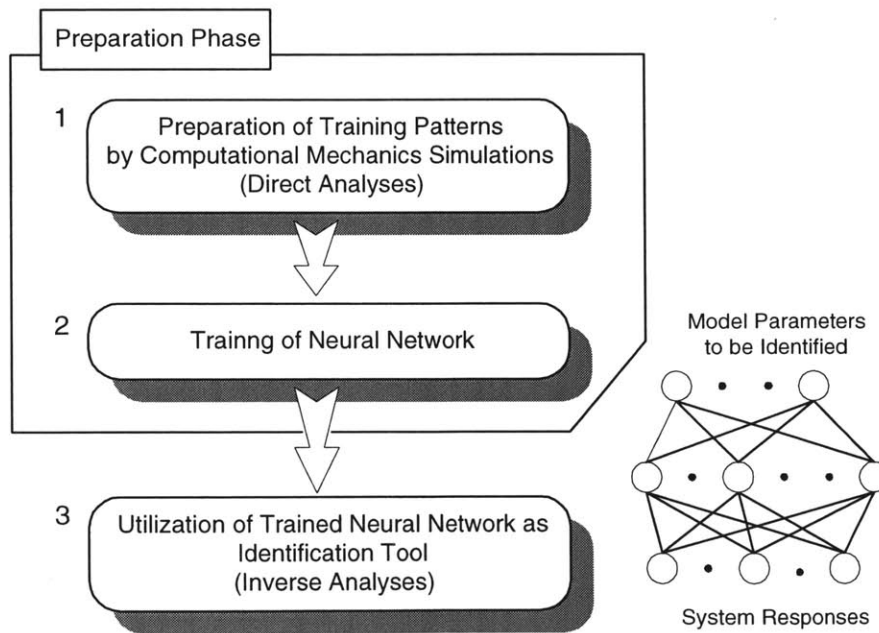 Preparation Phase
1
Preparation of Training Patterns
by Computational Mechanics Simulations
(Direct Analyses)
2
Trainng of Neural Network
3
Utilization of Trained Neural Network as
Identification Tool
(Inverse Analyses)
Model Parameters
to be Identified
System Responses